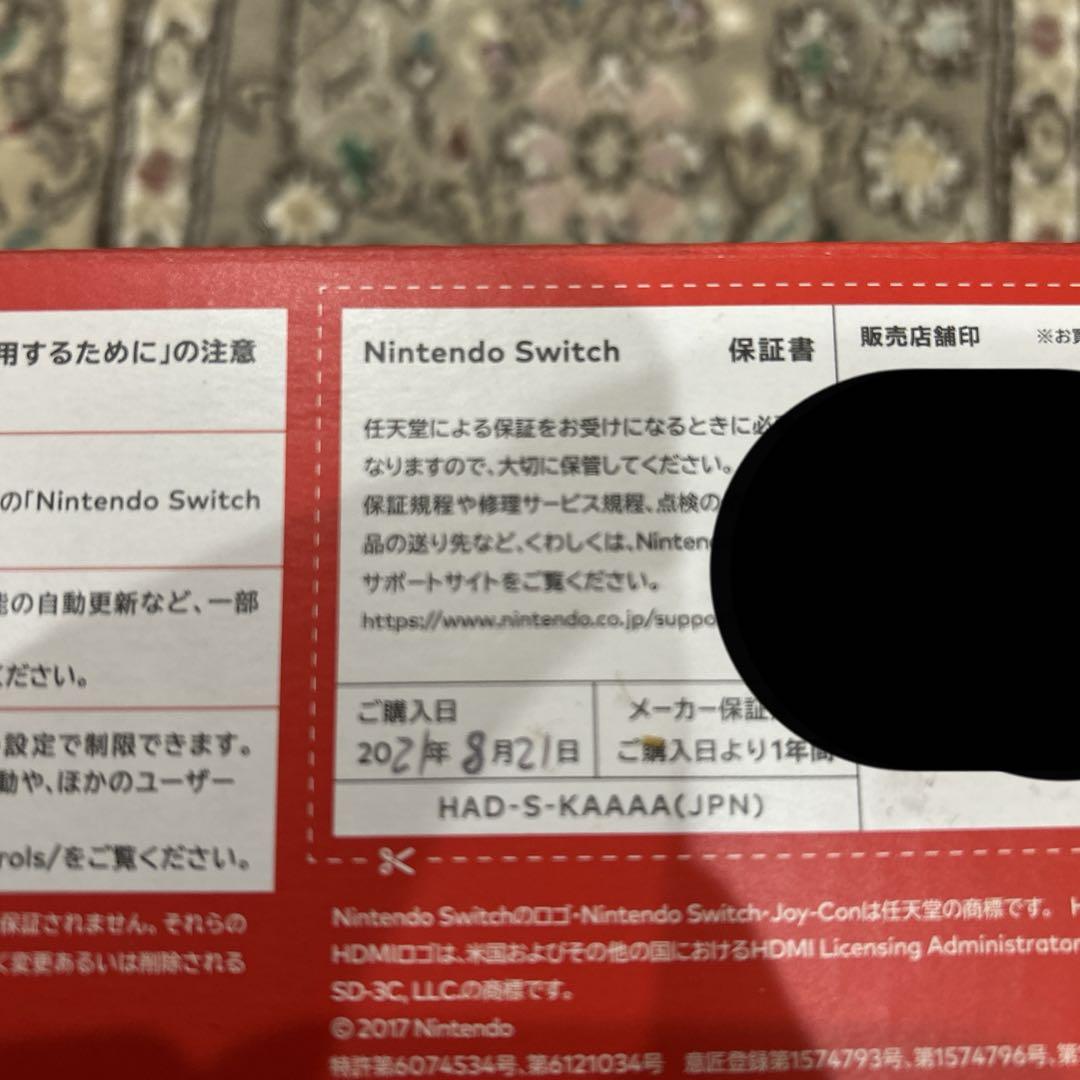 用するために」の注意
の「Nintendo Switch
の自動更新など、一部
ください。
設定で制限できます。
動や、ほかのユーザー
rols/をご覧ください。
保証されません。それらの
変更あるいは削除される
Nintendo Switch 保証書
任天堂による保証をお受けになるときに必
なりますので、大切に保管してください。
保証規程や修理サービス規程、点検の
品の送り先など、くわしくは、Ninten
サポートサイトをご覧ください。
https://www.nintendo.co.jp/suppo
ご購入日
2021年 8月21日
メーカー保証
ご購入日より1年間
HAD-S-KAAAA(JPN)
販売店舗印 ※お買
Nintendo Switchのロゴ・Nintendo Switch・Joy-Conは任天堂の商標です。 H
HDMIロゴは、米国およびその他の国におけるHDMI Licensing Administrator
SD-3C, LLC.の商標です。
© 2017 Nintendo
特許第6074534号、第6121034号 意匠登録第1574793号、第1574796号、第